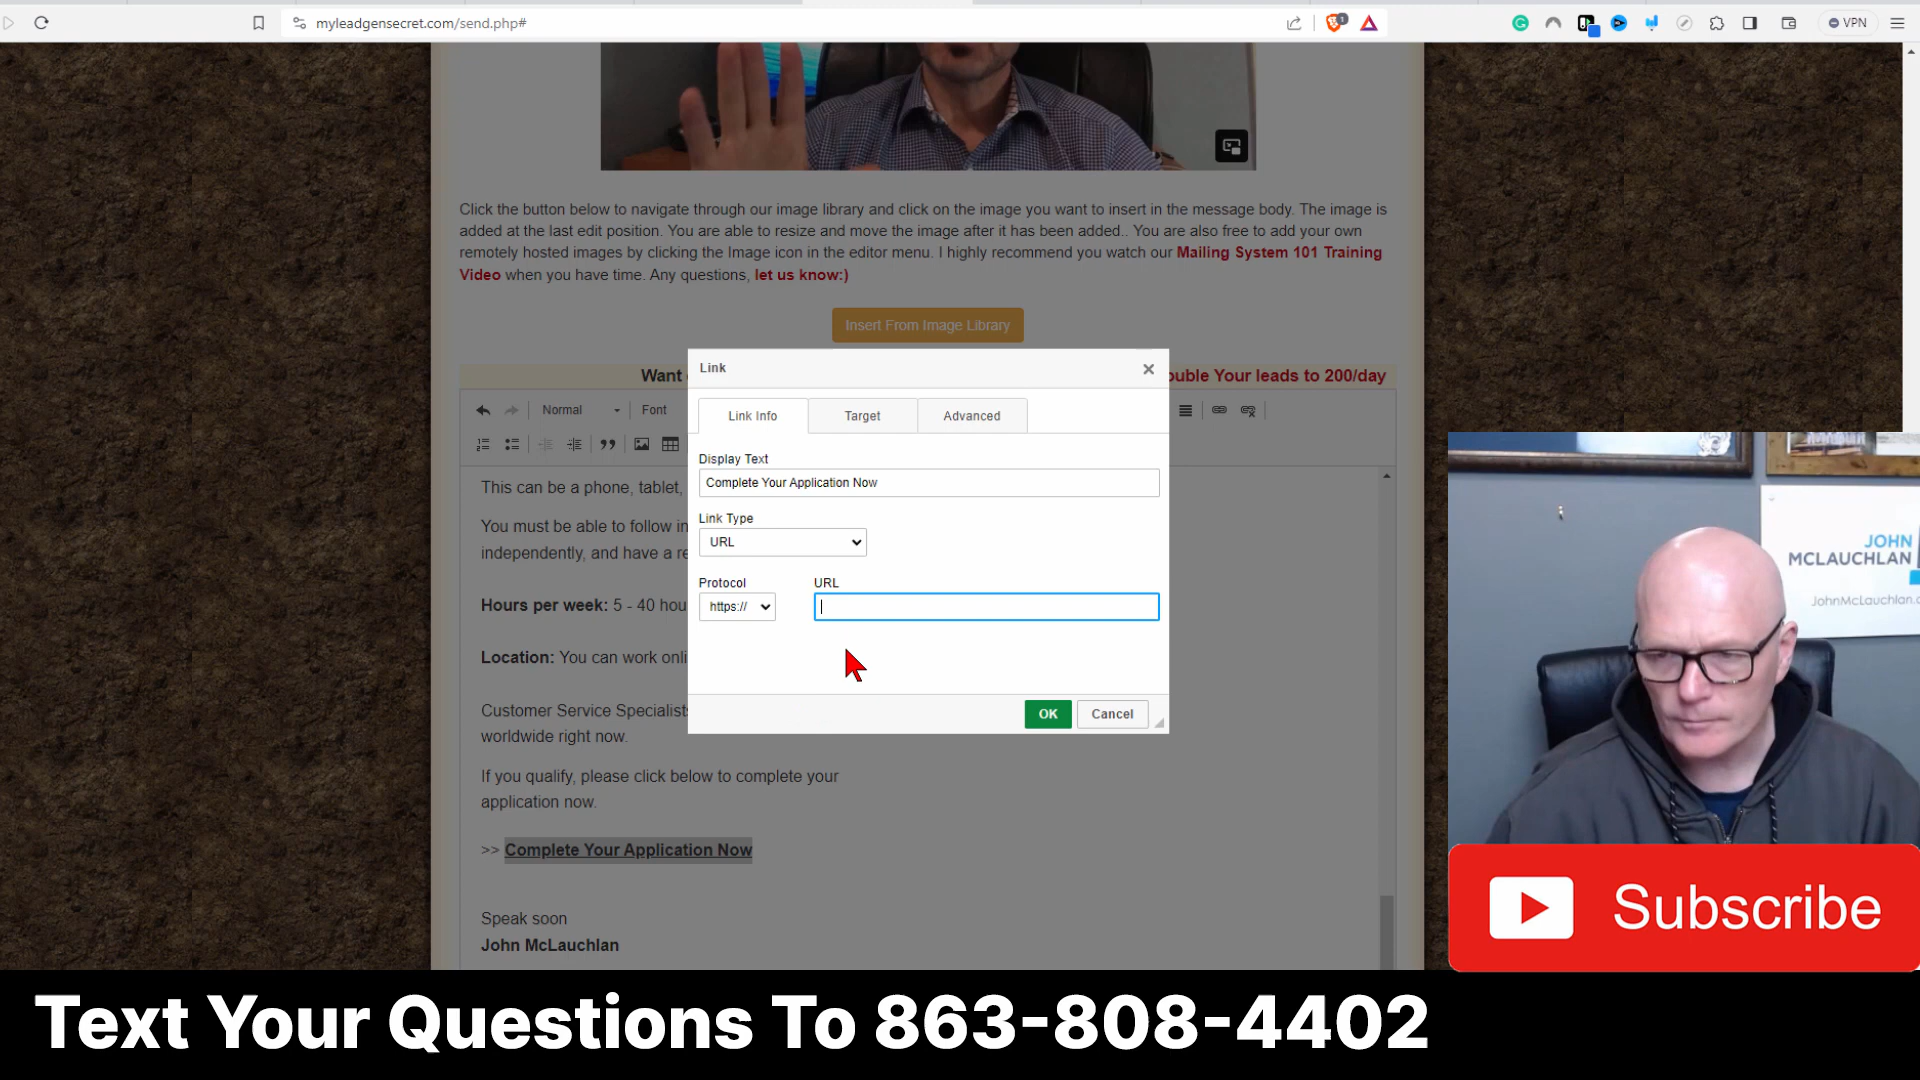 myleadgensecret.com/send.php#
VPN
Click the button below to navigate through our image library and click on the image you want to insert in the message body. The image is
added at the last edit position. You are able to resize and move the image after it has been added.. You are also free to add your own
remotely hosted images by clicking the Image icon in the editor menu. I highly recommend you watch our Mailing System 101 Training
Video when you have time. Any questions, let us know:)
Insert From Image Library
Want
ouble Your leads to 200/day
Link
Normal
Font
Link Info
Target
Advanced
Display Text
Complete Your Application Now
Link Type
URL
Protocol
URL
https://
OK
Cancel
This can be a phone, tablet,
You must be able to follow in
independently, and have a re
Hours per week: 5 - 40 hou
Location: You can work onli
Customer Service Specialists
worldwide right now.
If you qualify, please click below to complete your
application now.
>> Complete Your Application Now
Speak soon
John McLauchlan
JOHN
MCLAUCHLAN
JohnMcLauchlan.c
Subscribe
Text Your Questions To 863-808-4402